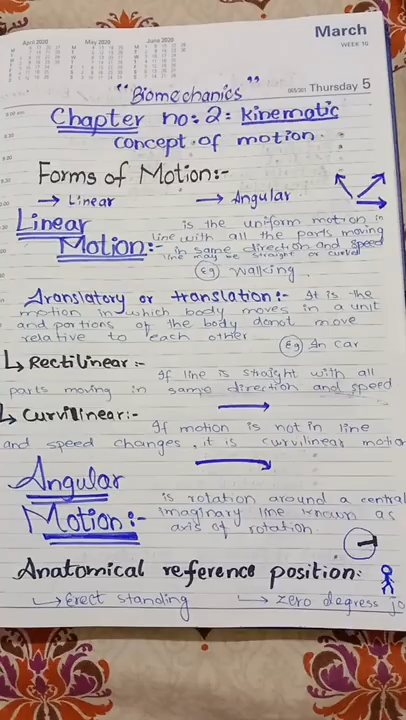 April 2020
May 2020
June 2020
March
WEEK 10
065/301 Thursday 5
"Biomechanics"
Chapter no: 2: kinematic
concept of motion.
Forms of Motion:-
→ Linear → Angular
Linear
Motion:-
is the uniform motion in
line with all the parts moving
in same direction and speed
line may be straight or curved
Eg walking.
Translatory or translation:- It is the
motion in which body moves in a unit
and portions of the body donot move
relative to each other
Eg In car
↳ Rectilinear:-
If line is straight with all
parts moving in same direction and speed
↳ Curvilinear:-
If motion is not in line
and speed changes, it is curvilinear motion
Angular
Motion:-
is rotation around a central
imaginary line known as
axis of rotation.
Anatomical reference position:
↳ Erect standing ↳ zero degress